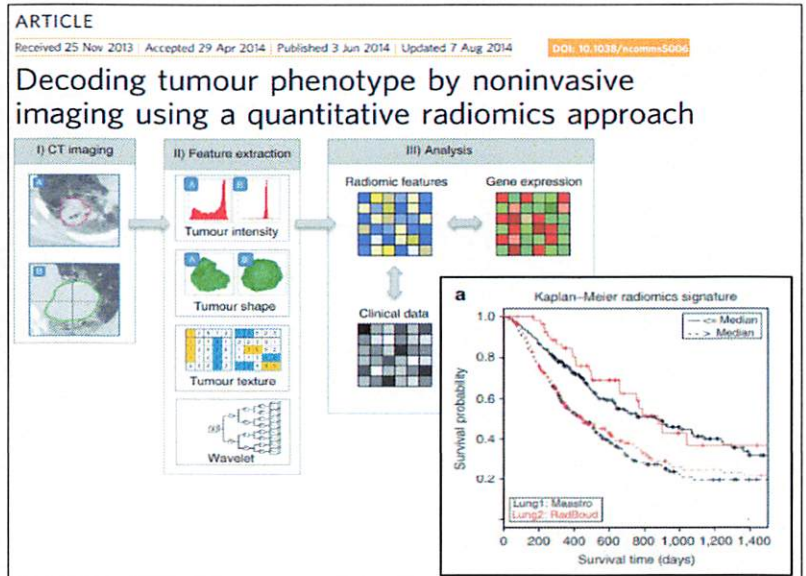 ARTICLE
Received 25 Nov 2013 | Accepted 29 Apr 2014 | Published 3 Jun 2014 | Updated 7 Aug 2014
DOI: 10.1038/ncomms5006
Decoding tumour phenotype by noninvasive
imaging using a quantitative radiomics approach
I) CT imaging
A
B
II) Feature extraction
A B
Tumour intensity
A B
Tumour shape
Tumour texture
Wavelet
III) Analysis
Radiomic features
Gene expression
Clinical data
a
Kaplan–Meier radiomics signature
<= Median
> Median
Survival probability
1.0
0.8
0.6
0.4
0.2
Lung1: Maastro
Lung2: RadBoud
0 200 400 600 800 1,000 1,200 1,400
Survival time (days)